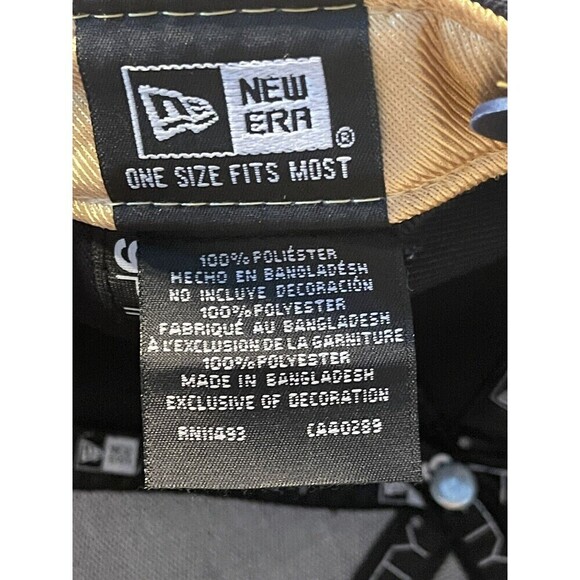 NEW
ERA®
ONE SIZE FITS MOST
100% POLIÉSTER
HECHO EN BANGLADÉSH
NO INCLUYE DECORACIÓN
100% POLYESTER
FABRIQUÉ AU BANGLADESH
À L'EXCLUSION DE LA GARNITURE
100% POLYESTER
MADE IN BANGLADESH
EXCLUSIVE OF DECORATION
RN11493 CA40289
NEW